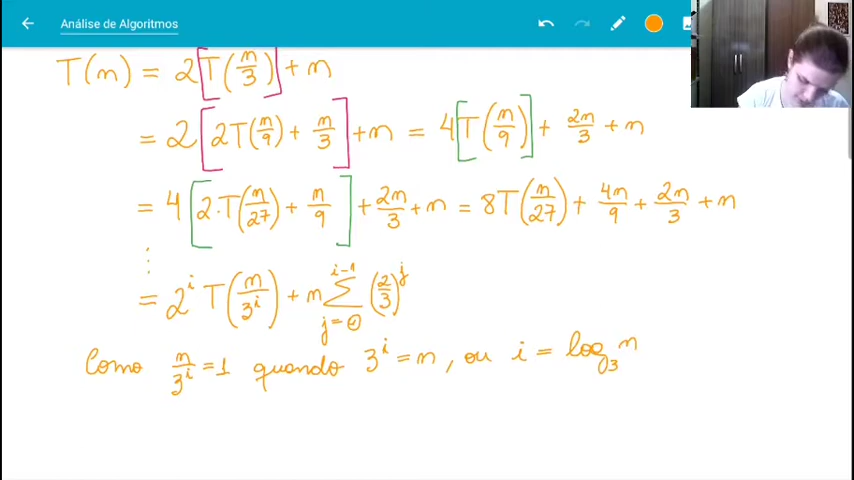 Análise de Algoritmos
T(n) = 2[T(n/3)] + n
= 2[2T(n/9) + n/3] + n = 4[T(n/9)] + 2n/3 + n
= 4[2·T(n/27) + n/9] + 2n/3 + n = 8T(n/27) + 4n/9 + 2n/3 + n
⋮
= 2^i T(n/3^i) + n ∑_{j=0}^{i-1} (2/3)^j
Como n/3^i = 1 quando 3^i = n, ou i = log_3 n